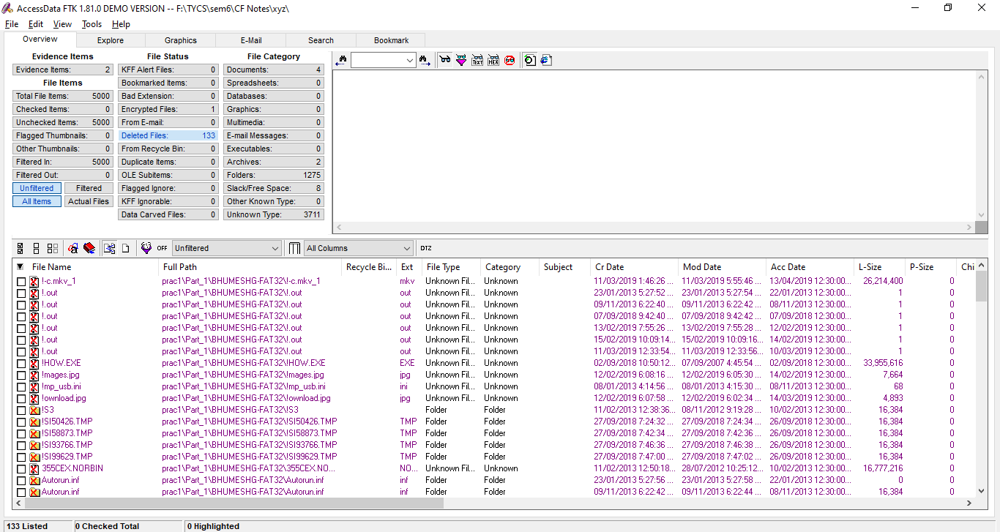 AccessData FTK 1.81.0 DEMO VERSION -- F:\TYCS\sem6\CF Notes\xyz\
File Edit View Tools Help
Overview Explore Graphics E-Mail Search Bookmark
Evidence Items File Status File Category
Evidence Items: 2 KFF Alert Files: 0 Documents: 4
File Items Bookmarked Items: 0 Spreadsheets: 0
Total File Items: 5000 Bad Extension: 0 Databases: 0
Checked Items: 0 Encrypted Files: 1 Graphics: 0
Unchecked Items: 5000 From E-mail: 0 Multimedia: 0
Flagged Thumbnails: 0 Deleted Files: 133 E-mail Messages: 0
Other Thumbnails: 0 From Recycle Bin: 0 Executables: 0
Filtered In: 5000 Duplicate Items: 0 Archives: 2
Filtered Out: 0 OLE Subitems: 0 Folders: 1275
Unfiltered Filtered Flagged Ignore: 0 Slack/Free Space: 8
All Items Actual Files KFF Ignorable: 0 Other Known Type: 0
Data Carved Files: 0 Unknown Type: 3711
TEXT HEX
OFF Unfiltered All Columns DTZ
File Name Full Path Recycle Bi... Ext File Type Category Subject Cr Date Mod Date Acc Date L-Size P-Size Chi
!-c.mkv_1 prac1\Part_1\BHUMESHG-FAT32\!-c.mkv_1 mkv Unknown Fil... Unknown 11/03/2019 1:46:26 ... 11/03/2019 5:55:46 ... 13/04/2019 12:30:00... 26,214,400 0
!.out prac1\Part_1\BHUMESHG-FAT32\!.out out Unknown Fil... Unknown 23/01/2013 5:27:52 ... 23/01/2013 5:27:54 ... 22/01/2013 12:30:00... 1 0
!.out prac1\Part_1\BHUMESHG-FAT32\!.out out Unknown Fil... Unknown 09/11/2013 6:22:40 ... 09/11/2013 6:22:42 ... 08/11/2013 12:30:00... 1 0
!.out prac1\Part_1\BHUMESHG-FAT32\!.out out Unknown Fil... Unknown 07/09/2018 9:42:40 ... 07/09/2018 9:42:42 ... 07/09/2018 12:30:00... 1 0
!.out prac1\Part_1\BHUMESHG-FAT32\!.out out Unknown Fil... Unknown 13/02/2019 7:55:26 ... 13/02/2019 7:55:28 ... 12/02/2019 12:30:00... 1 0
!.out prac1\Part_1\BHUMESHG-FAT32\!.out out Unknown Fil... Unknown 15/02/2019 10:09:14... 15/02/2019 10:09:16... 14/02/2019 12:30:00... 1 0
!.out prac1\Part_1\BHUMESHG-FAT32\!.out out Unknown Fil... Unknown 11/03/2019 12:33:54... 11/03/2019 12:33:56... 10/03/2019 12:30:00... 1 0
!HOW.EXE prac1\Part_1\BHUMESHG-FAT32\!HOW.EXE EXE Unknown Fil... Unknown 02/09/2018 10:50:12... 07/09/2007 4:45:54 ... 02/09/2018 12:30:00... 33,955,616 0
!mages.jpg prac1\Part_1\BHUMESHG-FAT32\!mages.jpg jpg Unknown Fil... Unknown 12/02/2019 6:08:16 ... 12/02/2019 6:05:30 ... 14/02/2019 12:30:00... 7,664 0
!mp_usb.ini prac1\Part_1\BHUMESHG-FAT32\!mp_usb.ini ini Unknown Fil... Unknown 08/01/2013 4:14:56 ... 08/01/2013 4:15:30 ... 08/11/2013 12:30:00... 68 0
!ownload.jpg prac1\Part_1\BHUMESHG-FAT32\!ownload.jpg jpg Unknown Fil... Unknown 12/02/2019 6:07:58 ... 12/02/2019 6:02:34 ... 14/03/2019 12:30:00... 4,893 0
!S3 prac1\Part_1\BHUMESHG-FAT32\!S3 Folder Folder 11/02/2013 12:38:36... 08/11/2012 9:19:28 ... 10/02/2013 12:30:00... 16,384 0
!SI50426.TMP prac1\Part_1\BHUMESHG-FAT32\!SI50426.TMP TMP Folder Folder 27/09/2018 7:24:32 ... 27/09/2018 7:24:34 ... 26/09/2018 12:30:00... 16,384 0
!SI58873.TMP prac1\Part_1\BHUMESHG-FAT32\!SI58873.TMP TMP Folder Folder 27/09/2018 7:42:34 ... 27/09/2018 7:42:36 ... 26/09/2018 12:30:00... 16,384 0
!SI93766.TMP prac1\Part_1\BHUMESHG-FAT32\!SI93766.TMP TMP Folder Folder 27/09/2018 7:46:36 ... 27/09/2018 7:46:38 ... 26/09/2018 12:30:00... 16,384 0
!SI99629.TMP prac1\Part_1\BHUMESHG-FAT32\!SI99629.TMP TMP Folder Folder 27/09/2018 7:47:00 ... 27/09/2018 7:47:02 ... 26/09/2018 12:30:00... 16,384 0
355CEX.NORBIN prac1\Part_1\BHUMESHG-FAT32\355CEX.NO... NO... Unknown Fil... Unknown 11/02/2013 12:50:18... 28/07/2012 10:25:12... 10/02/2013 12:30:00... 16,777,216 0
Autorun.inf prac1\Part_1\BHUMESHG-FAT32\Autorun.inf inf Folder Folder 23/01/2013 5:27:56 ... 23/01/2013 5:27:58 ... 22/01/2013 12:30:00... 0 0
Autorun.inf prac1\Part_1\BHUMESHG-FAT32\Autorun.inf inf Folder Folder 09/11/2013 6:22:42 ... 09/11/2013 6:22:44 ... 08/11/2013 12:30:00... 16,384 0
133 Listed 0 Checked Total 0 Highlighted